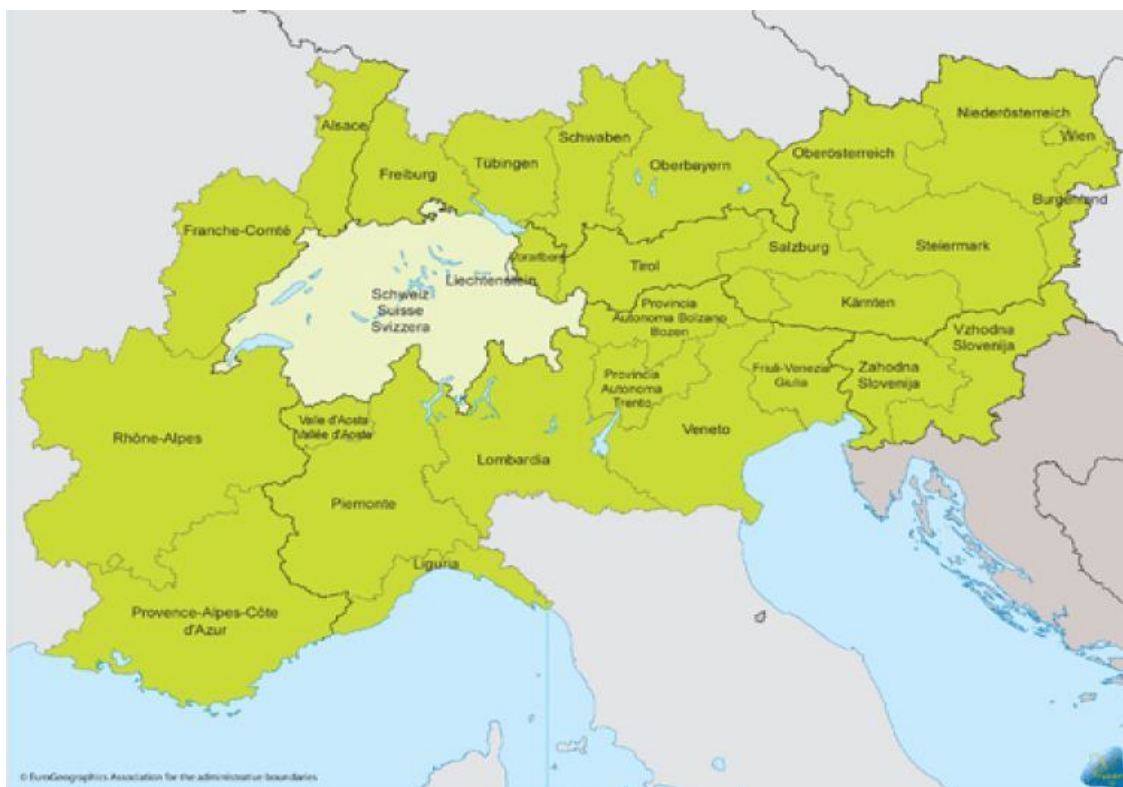 Niederösterreich
Wien
Alsace
Schwaben
Oberösterreich
Tübingen
Oberbayern
Freiburg
Burgenland
Franche-Comté
Salzburg
Steiermark
Vorarlberg
Tirol
Liechtenstein
Schweiz
Suisse
Svizzera
Provincia
Autonoma Bolzano
Bozen
Kärnten
Vzhodna
Slovenija
Friuli-Venezia
Giulia
Zahodna
Slovenija
Provincia
Autonoma
Trento
Valle d'Aosta
Vallée d'Aosta
Rhône-Alpes
Veneto
Lombardia
Piemonte
Liguria
Provence-Alpes-Côte
d'Azur
© EuroGeographics Association for the administrative boundaries